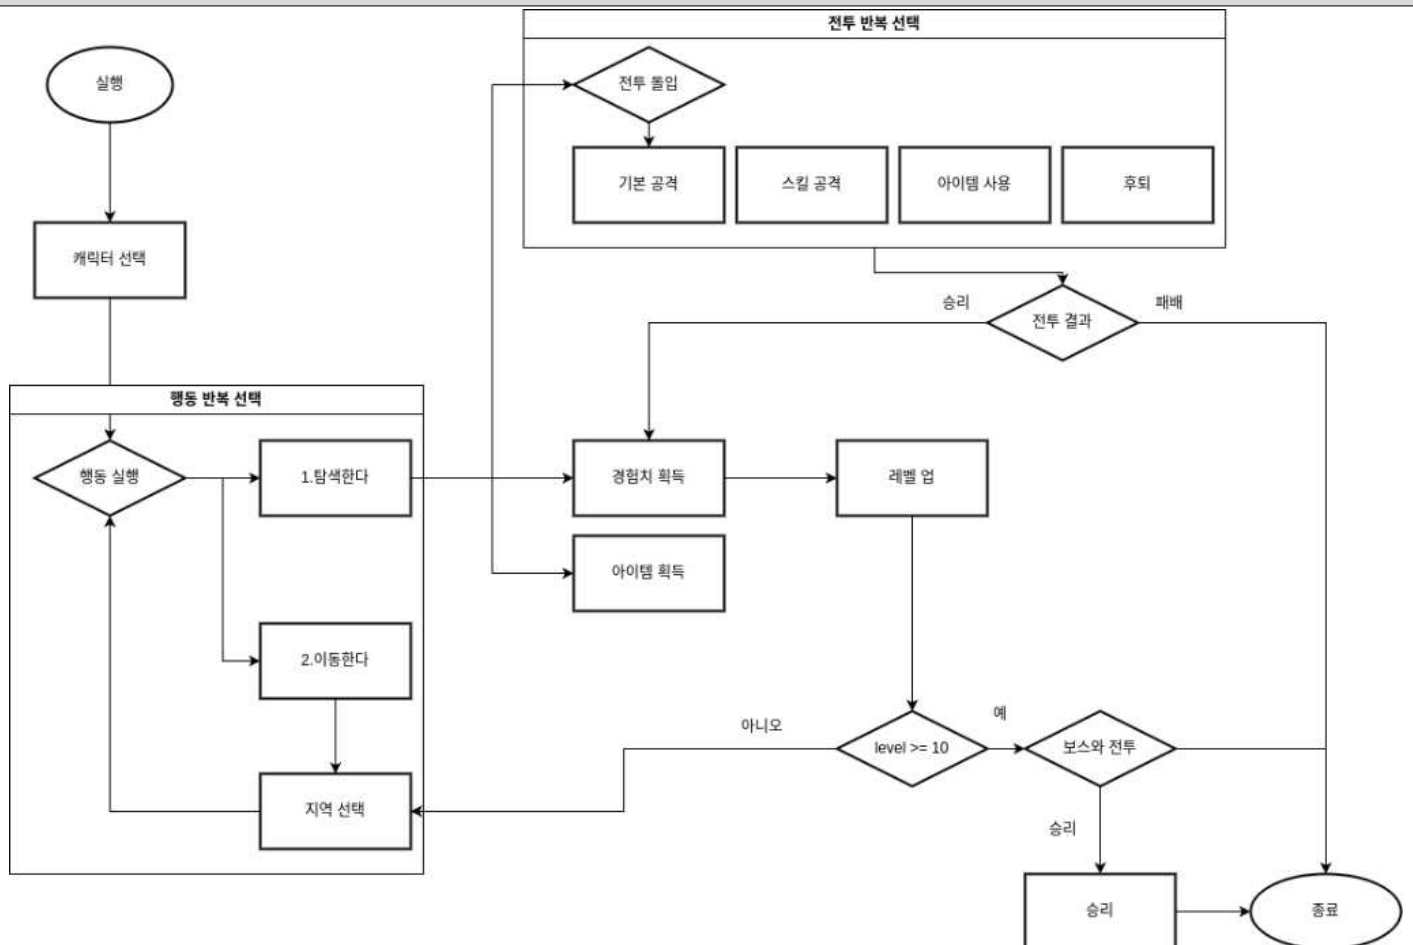 전투 반복 선택
실행
전투 돌입
기본 공격
스킬 공격
아이템 사용
후퇴
캐릭터 선택
승리
전투 결과
패배
행동 반복 선택
행동 실행
1.탐색한다
경험치 획득
레벨 업
아이템 획득
2.이동한다
아니오
level >= 10
예
보스와 전투
지역 선택
승리
승리
종료